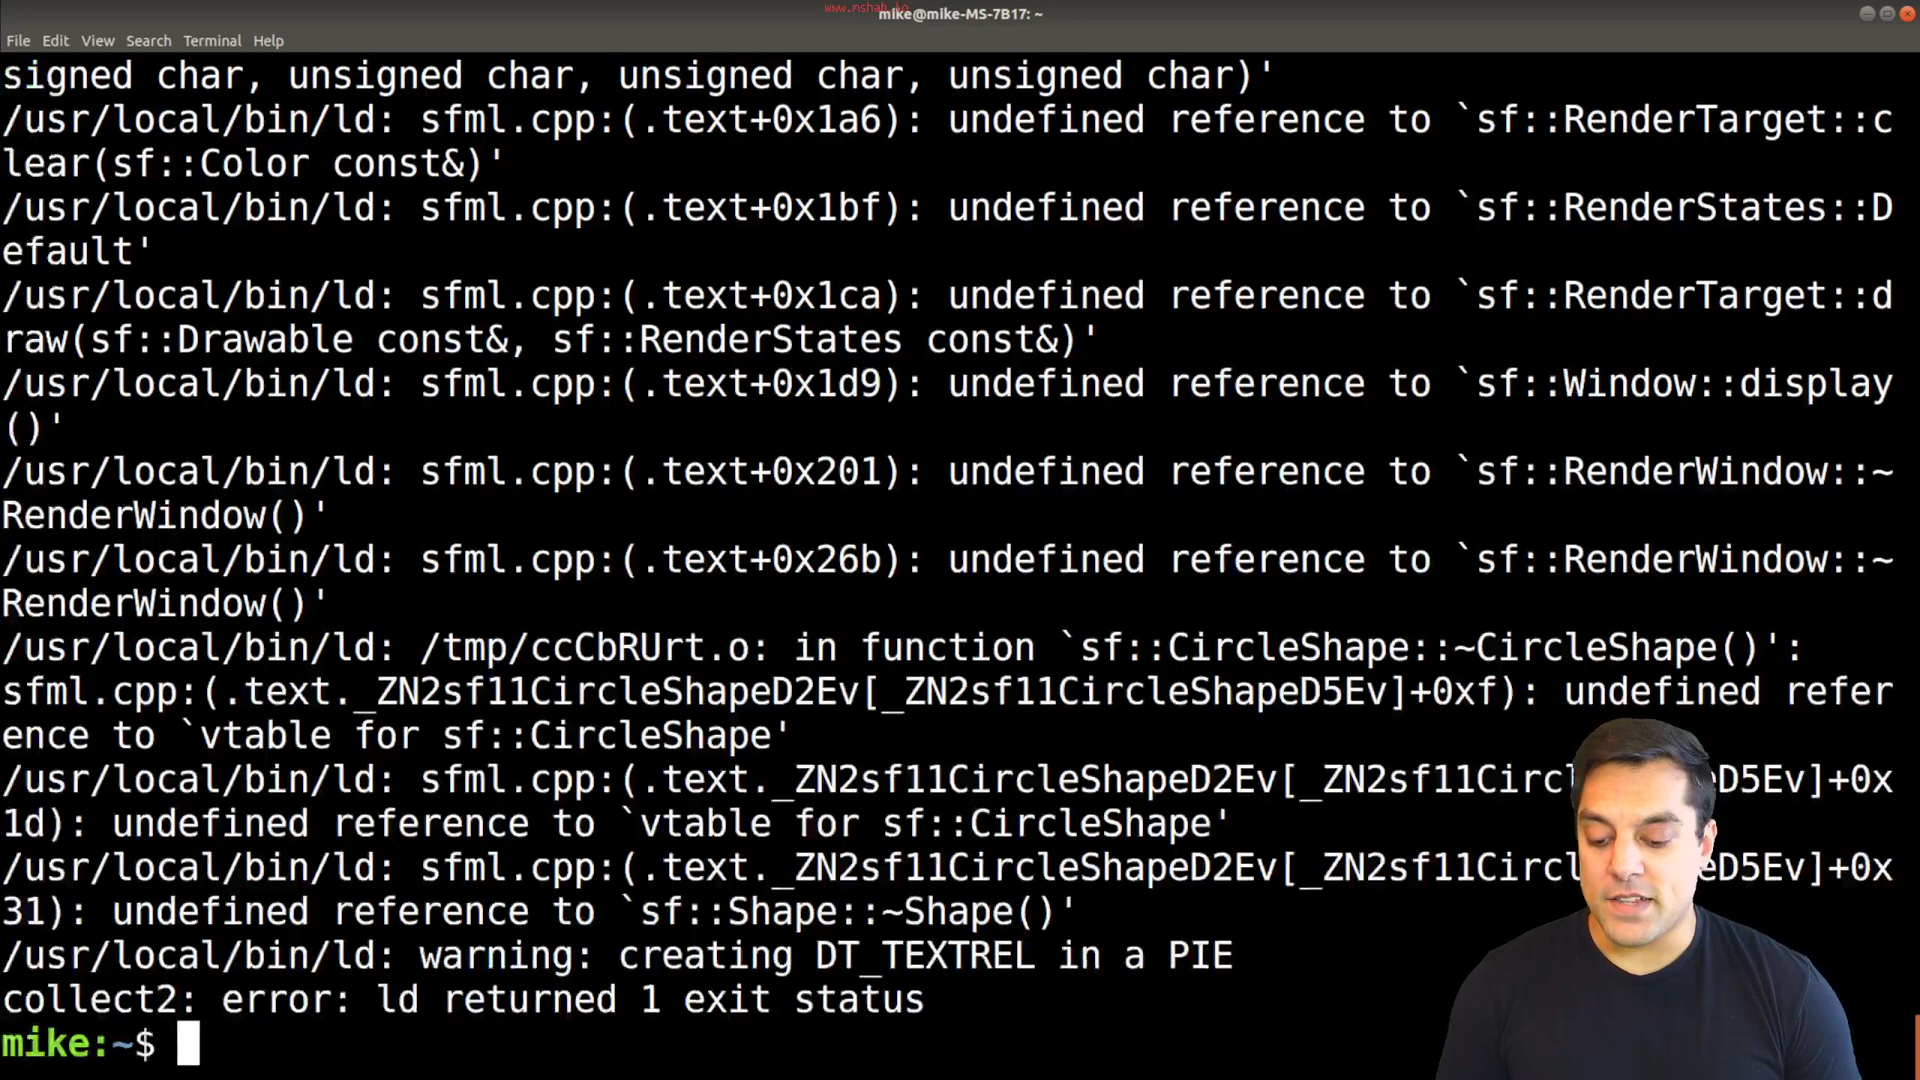 www.mshah.io
mike@mike-MS-7B17: ~
File Edit View Search Terminal Help
signed char, unsigned char, unsigned char, unsigned char)'
/usr/local/bin/ld: sfml.cpp:(.text+0x1a6): undefined reference to `sf::RenderTarget::c
lear(sf::Color const&)'
/usr/local/bin/ld: sfml.cpp:(.text+0x1bf): undefined reference to `sf::RenderStates::D
efault'
/usr/local/bin/ld: sfml.cpp:(.text+0x1ca): undefined reference to `sf::RenderTarget::d
raw(sf::Drawable const&, sf::RenderStates const&)'
/usr/local/bin/ld: sfml.cpp:(.text+0x1d9): undefined reference to `sf::Window::display
()'
/usr/local/bin/ld: sfml.cpp:(.text+0x201): undefined reference to `sf::RenderWindow::~
RenderWindow()'
/usr/local/bin/ld: sfml.cpp:(.text+0x26b): undefined reference to `sf::RenderWindow::~
RenderWindow()'
/usr/local/bin/ld: /tmp/ccCbRUrt.o: in function `sf::CircleShape::~CircleShape()':
sfml.cpp:(.text._ZN2sf11CircleShapeD2Ev[_ZN2sf11CircleShapeD5Ev]+0xf): undefined refer
ence to `vtable for sf::CircleShape'
/usr/local/bin/ld: sfml.cpp:(.text._ZN2sf11CircleShapeD2Ev[_ZN2sf11Circl eD5Ev]+0x
1d): undefined reference to `vtable for sf::CircleShape'
/usr/local/bin/ld: sfml.cpp:(.text._ZN2sf11CircleShapeD2Ev[_ZN2sf11Circl eD5Ev]+0x
31): undefined reference to `sf::Shape::~Shape()'
/usr/local/bin/ld: warning: creating DT_TEXTREL in a PIE
collect2: error: ld returned 1 exit status
mike:~$